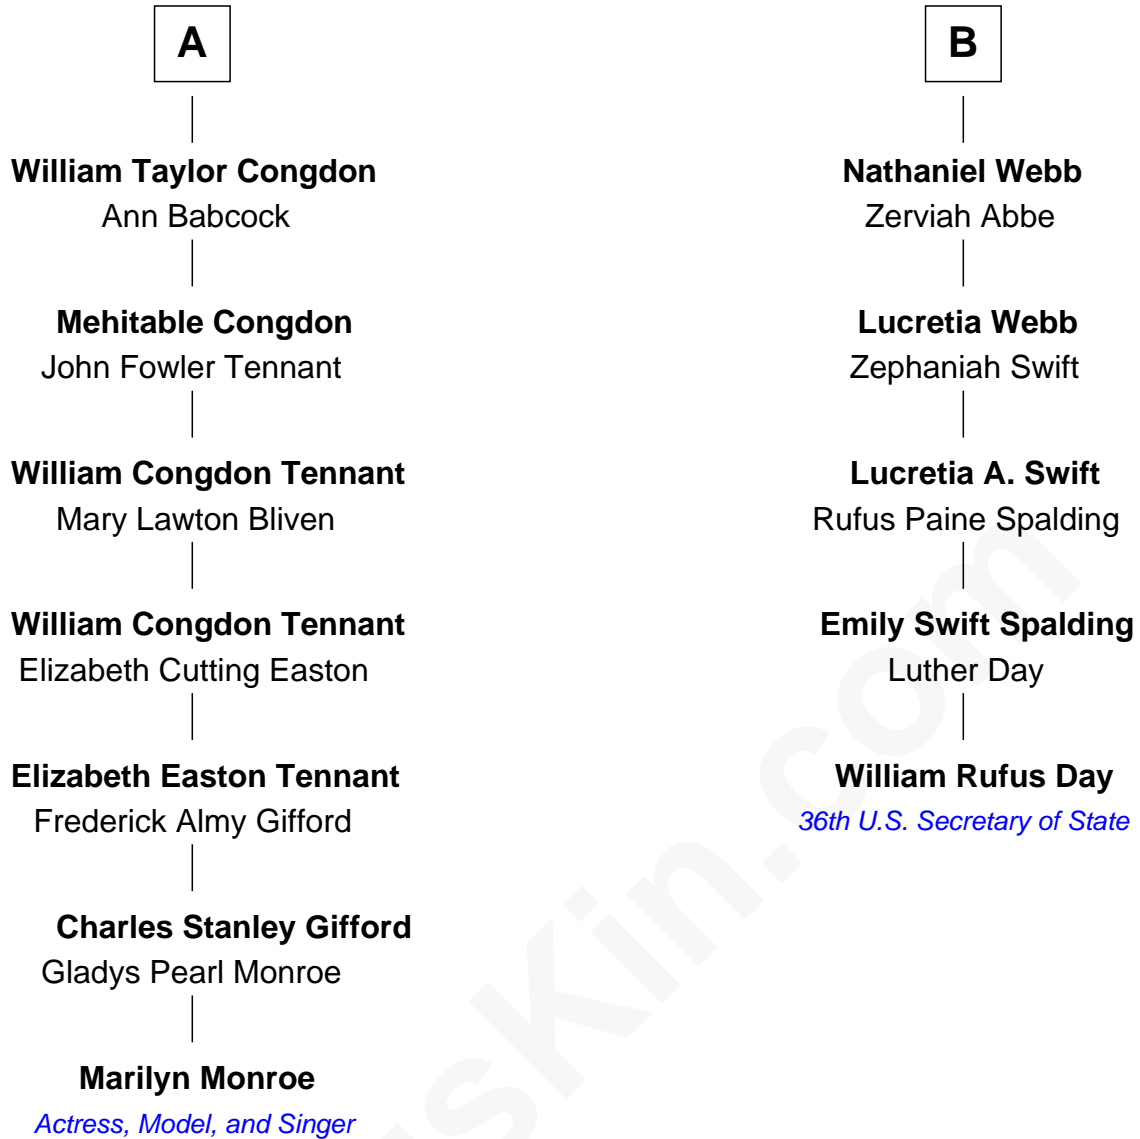 A
William Taylor Congdon
Ann Babcock
Mehitable Congdon
John Fowler Tennant
William Congdon Tennant
Mary Lawton Bliven
William Congdon Tennant
Elizabeth Cutting Easton
Elizabeth Easton Tennant
Frederick Almy Gifford
Charles Stanley Gifford
Gladys Pearl Monroe
Marilyn Monroe
Actress, Model, and Singer
B
Nathaniel Webb
Zerviah Abbe
Lucretia Webb
Zephaniah Swift
Lucretia A. Swift
Rufus Paine Spalding
Emily Swift Spalding
Luther Day
William Rufus Day
36th U.S. Secretary of State
sKin.com